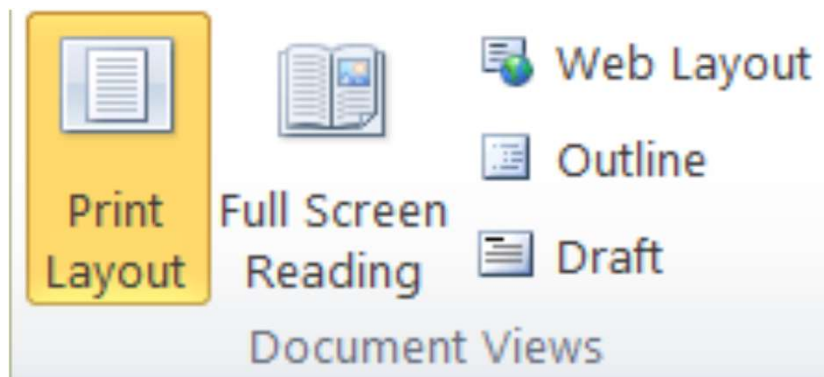 Print
Layout
Full Screen
Reading
Web Layout
Outline
Draft
Document Views